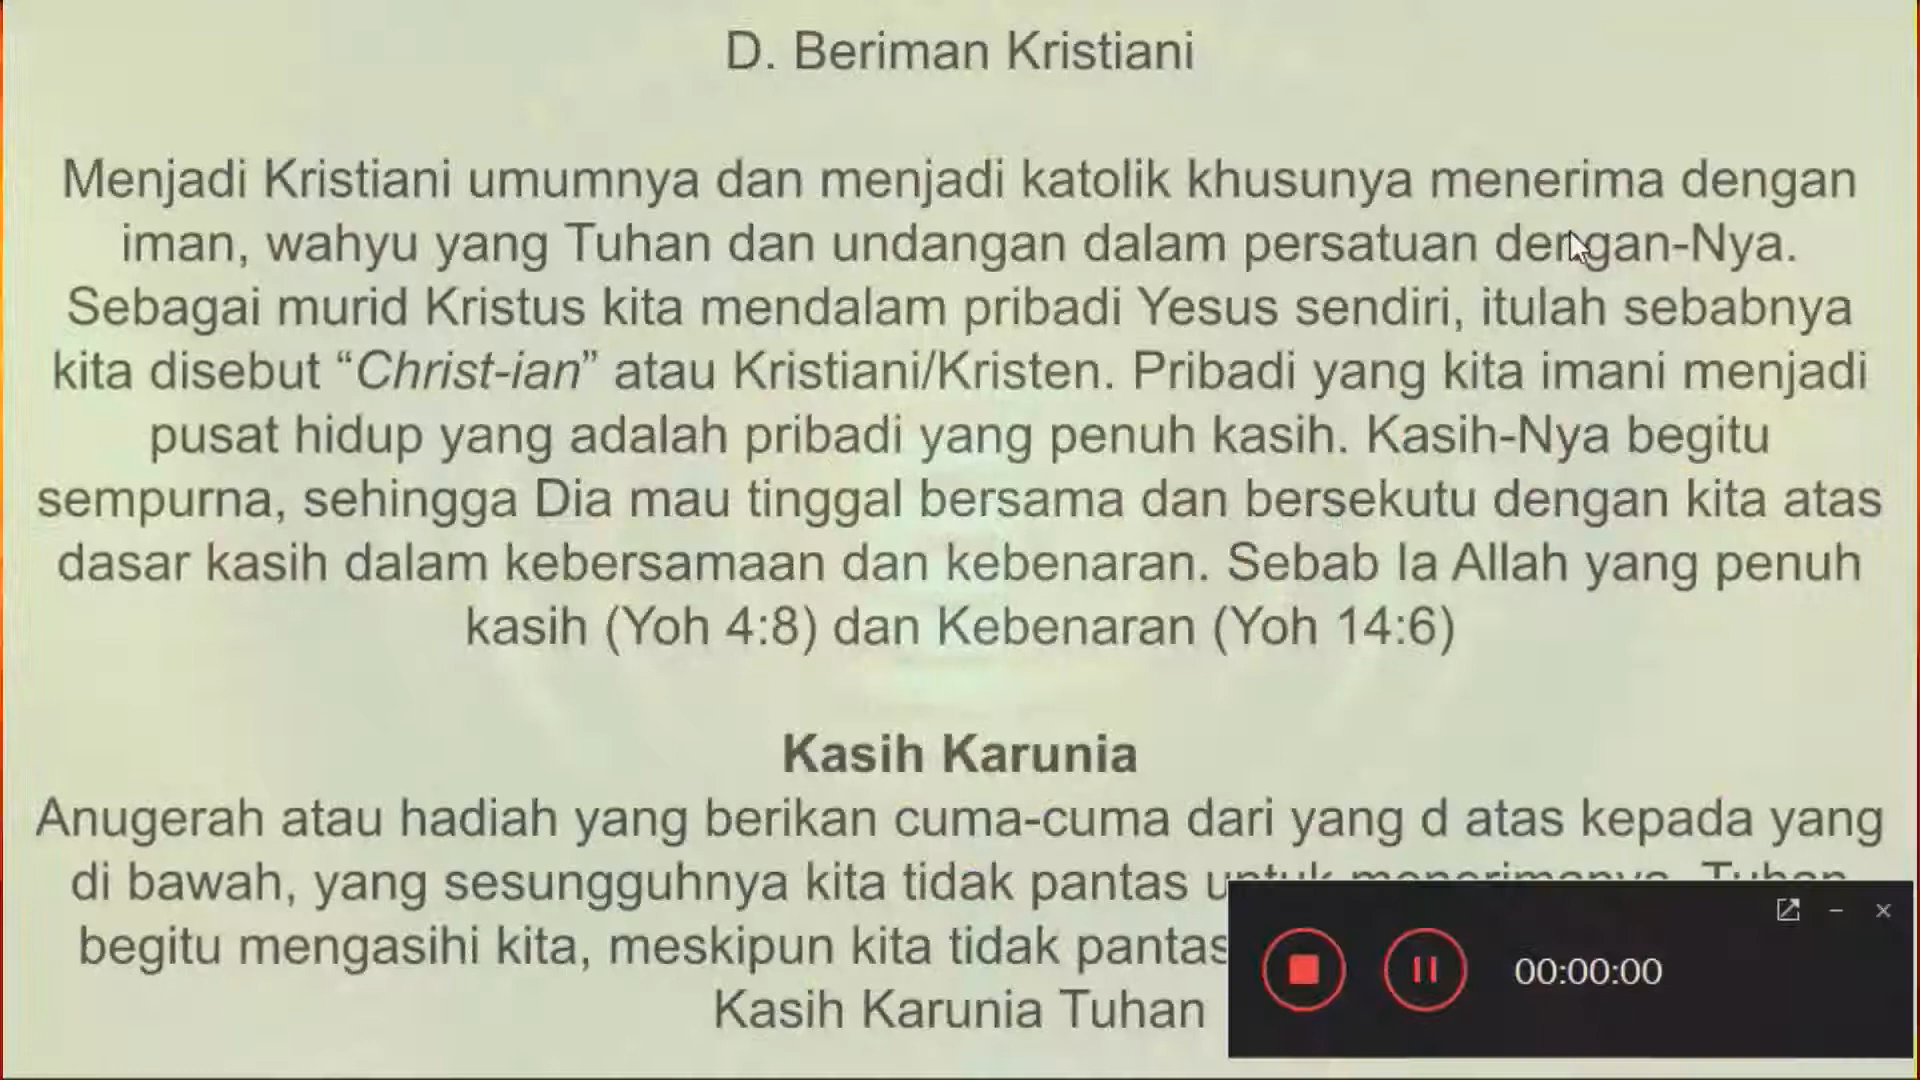 D. Beriman Kristiani
Menjadi Kristiani umumnya dan menjadi katolik khusunya menerima dengan
iman, wahyu yang Tuhan dan undangan dalam persatuan dengan-Nya.
Sebagai murid Kristus kita mendalam pribadi Yesus sendiri, itulah sebabnya
kita disebut “Christ-ian” atau Kristiani/Kristen. Pribadi yang kita imani menjadi
pusat hidup yang adalah pribadi yang penuh kasih. Kasih-Nya begitu
sempurna, sehingga Dia mau tinggal bersama dan bersekutu dengan kita atas
dasar kasih dalam kebersamaan dan kebenaran. Sebab Ia Allah yang penuh
kasih (Yoh 4:8) dan Kebenaran (Yoh 14:6)
Kasih Karunia
Anugerah atau hadiah yang berikan cuma-cuma dari yang d atas kepada yang
di bawah, yang sesungguhnya kita tidak pantas untuk menerimanya. Tuhan
begitu mengasihi kita, meskipun kita tidak pantas
Kasih Karunia Tuhan
00:00:00